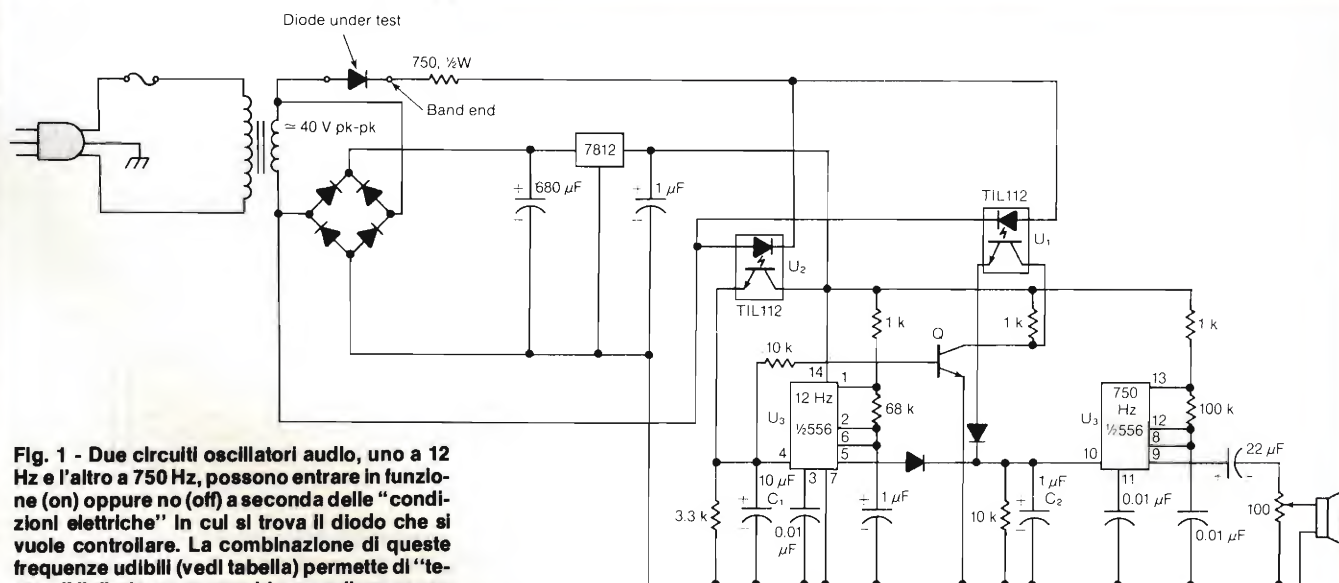 Diode under test
750, ½W
Band end
≃ 40 V pk-pk
7812
+ 680 µF
−
+ 1 µF
−
TIL112
U₁
U₂
TIL112
1 k
1 k
1 k
Q
10 k
14
1
12 Hz
U₃
½556
2
6
68 k
4
5
3
7
13
750
Hz
U₃
½556
12
8
9
100 k
10
11
22 µF
+ −
3.3 k
10 µF
+ C₁
−
0.01
µF
+ 1 µF
−
10 k
1 µF
+ C₂
−
0.01 µF
0.01 µF
100
Fig. 1 - Due circuiti oscillatori audio, uno a 12
Hz e l'altro a 750 Hz, possono entrare in funzio-
ne (on) oppure no (off) a seconda delle "condi-
zioni elettriche" in cui si trova il diodo che si
vuole controllare. La combinazione di queste
frequenze udibili (vedi tabella) permette di "te-